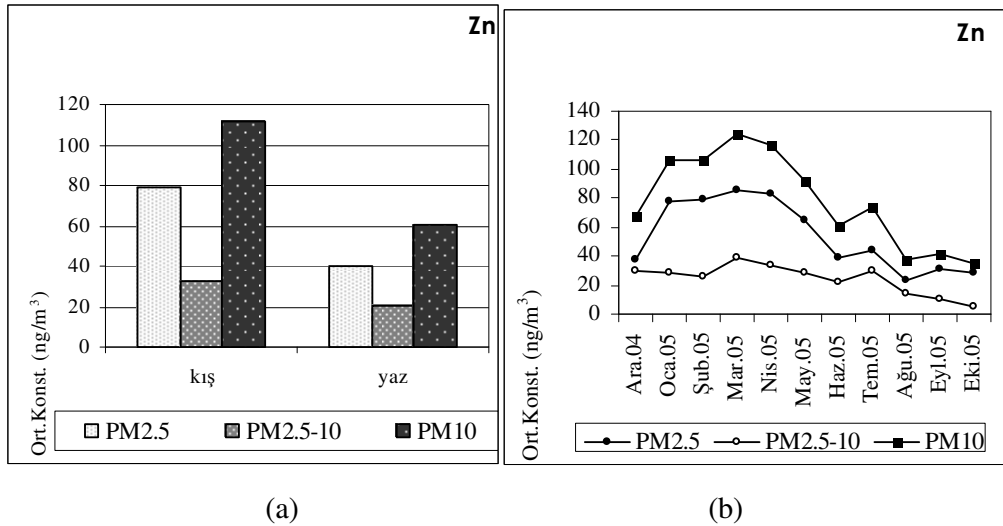 Zn
Ort.Konst. (ng/m³)
120
100
80
60
40
20
0
kış yaz
PM2.5 PM2.5-10 PM10
(a)
Zn
Ort.Konst. (ng/m³)
140
120
100
80
60
40
20
0
Ara.04
Oca.05
Şub.05
Mar.05
Nis.05
May.05
Haz.05
Tem.05
Ağu.05
Eyl.05
Eki.05
PM2.5 PM2.5-10 PM10
(b)